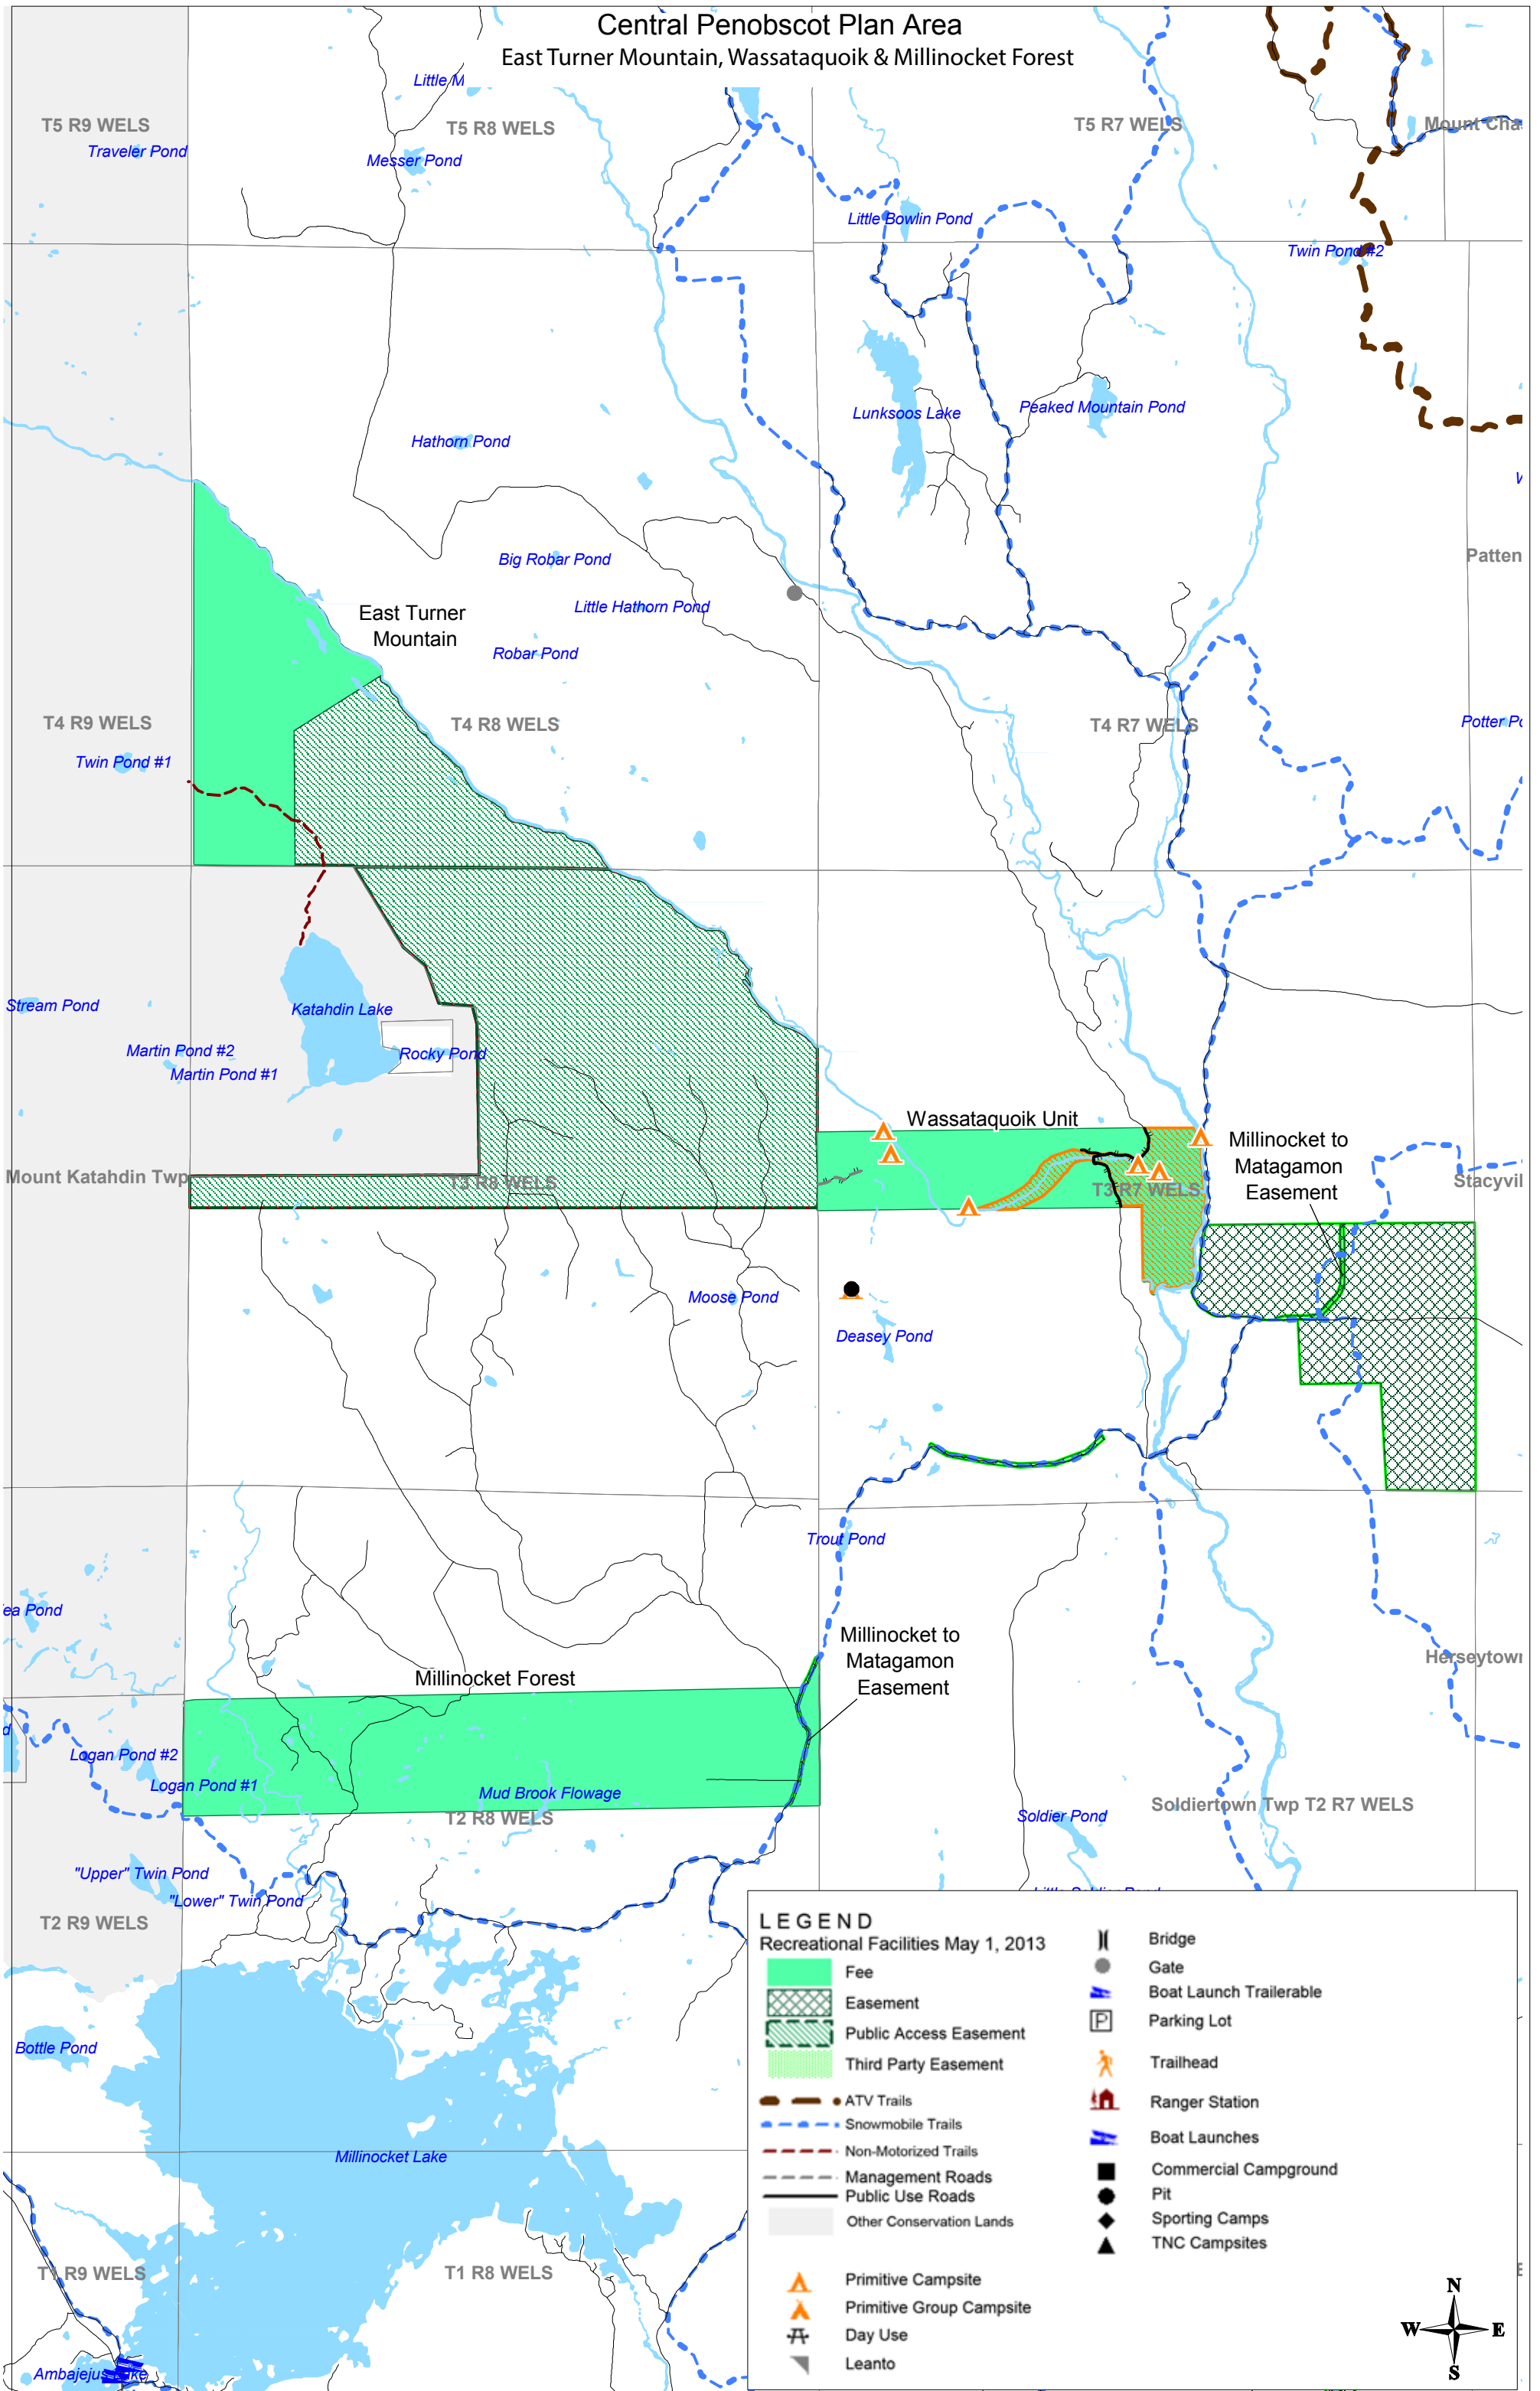 Central Penobscot Plan Area
East Turner Mountain, Wassataquoik & Millinocket Forest
Little M
T5 R9 WELS
T5 R8 WELS
T5 R7 WELS
Mount Cha
Traveler Pond
Messer Pond
Little Bowlin Pond
Twin Pond #2
Lunksoos Lake
Peaked Mountain Pond
Hathorn Pond
Big Robar Pond
Patten
Little Hathorn Pond
East Turner
Mountain
Robar Pond
T4 R9 WELS
T4 R8 WELS
T4 R7 WELS
Potter Po
Twin Pond #1
Stream Pond
Katahdin Lake
Martin Pond #2
Rocky Pond
Martin Pond #1
Wassataquoik Unit
Millinocket to
Matagamon
Easement
Mount Katahdin Twp
T3 R8 WELS
T3 R7 WELS
Stacyvil
Moose Pond
Deasey Pond
Trout Pond
ea Pond
Millinocket to
Matagamon
Easement
Herseytown
Millinocket Forest
d
Logan Pond #2
Logan Pond #1
Mud Brook Flowage
T2 R8 WELS
Soldier Pond
Soldiertown Twp T2 R7 WELS
"Upper" Twin Pond
"Lower" Twin Pond
T2 R9 WELS
Bottle Pond
Millinocket Lake
T1 R9 WELS
T1 R8 WELS
Ambajejus Lake
LEGEND
Recreational Facilities May 1, 2013
Fee
Easement
Public Access Easement
Third Party Easement
ATV Trails
Snowmobile Trails
Non-Motorized Trails
Management Roads
Public Use Roads
Other Conservation Lands
Primitive Campsite
Primitive Group Campsite
Day Use
Leanto
Bridge
Gate
Boat Launch Trailerable
P
Parking Lot
Trailhead
Ranger Station
Boat Launches
Commercial Campground
Pit
Sporting Camps
TNC Campsites
N
W
E
S